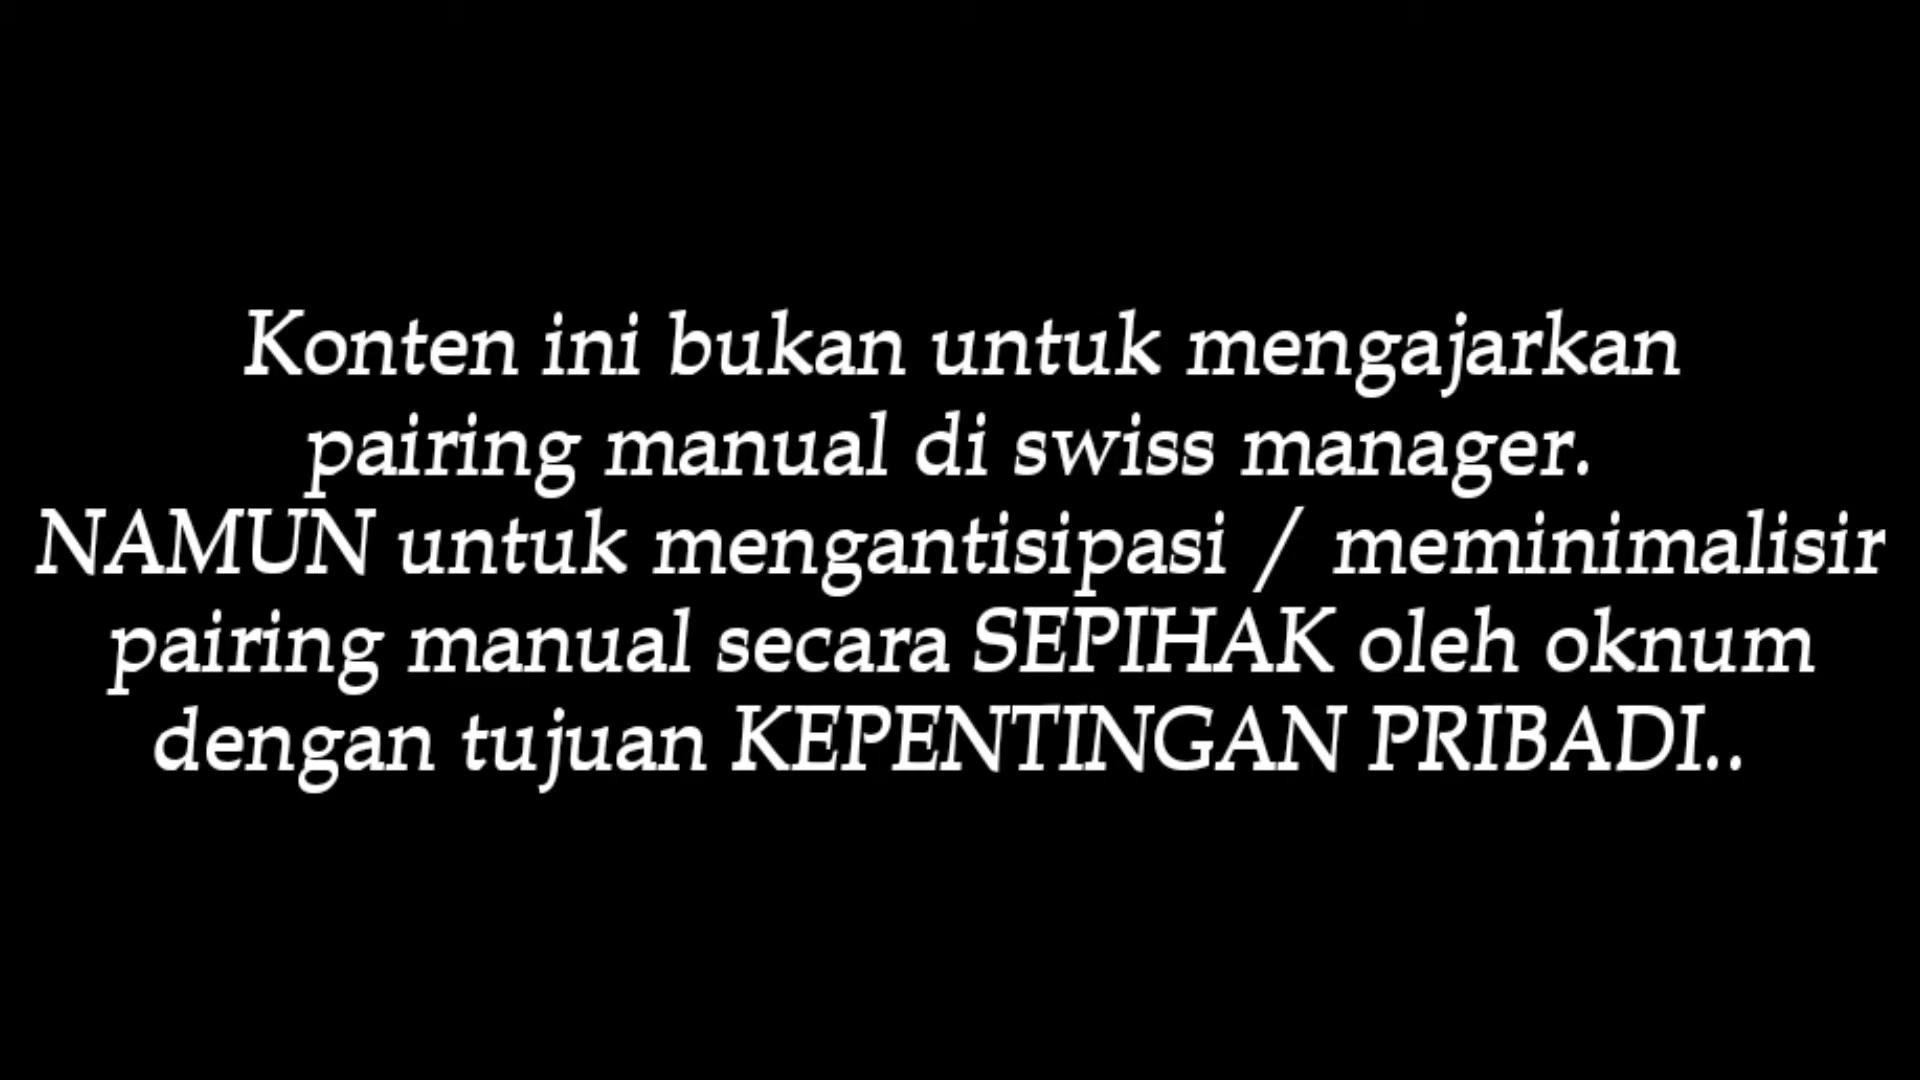 Konten ini bukan untuk mengajarkan
pairing manual di swiss manager.
NAMUN untuk mengantisipasi / meminimalisir
pairing manual secara SEPIHAK oleh oknum
dengan tujuan KEPENTINGAN PRIBADI..